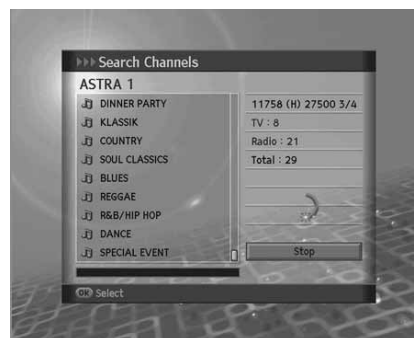 Search Channels
ASTRA 1
DINNER PARTY
KLASSIK
COUNTRY
SOUL CLASSICS
BLUES
REGGAE
R&B/HIP HOP
DANCE
SPECIAL EVENT
11758 (H) 27500 3/4
TV : 8
Radio : 21
Total : 29
Stop
OK Select